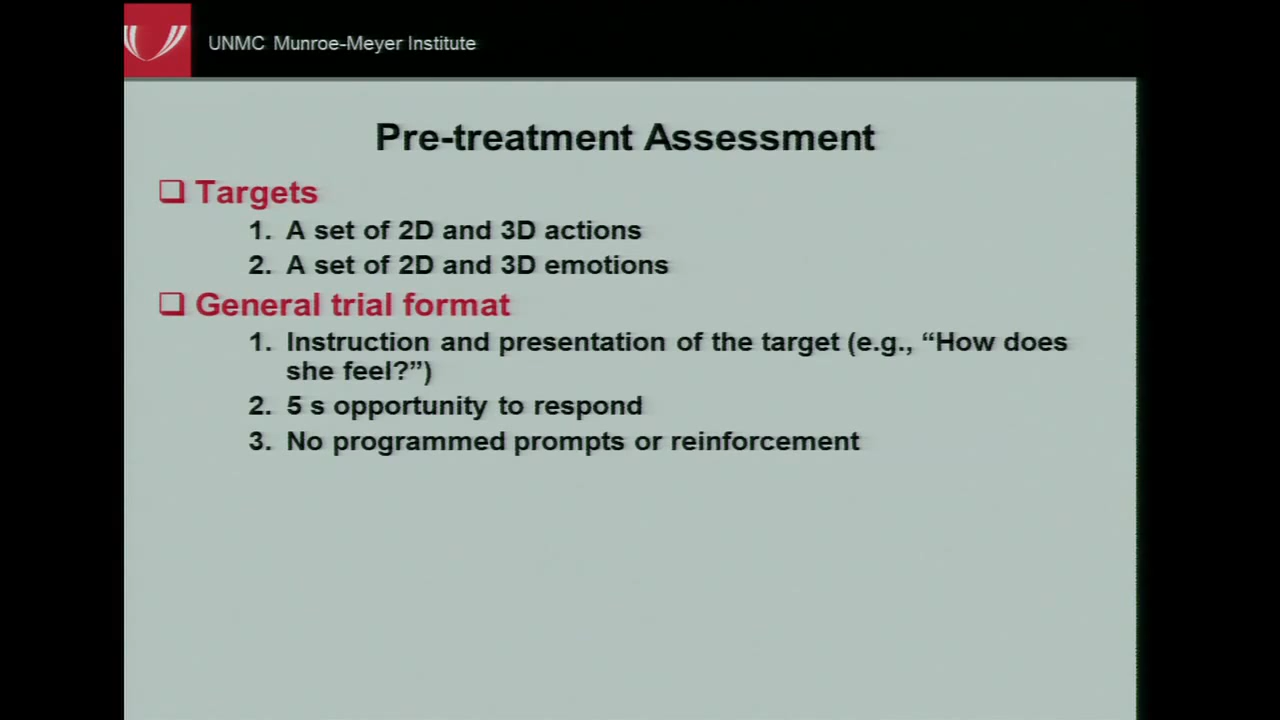 UNMC Munroe-Meyer Institute
Pre-treatment Assessment
Targets
1. A set of 2D and 3D actions
2. A set of 2D and 3D emotions
General trial format
1. Instruction and presentation of the target (e.g., “How does
she feel?”)
2. 5 s opportunity to respond
3. No programmed prompts or reinforcement